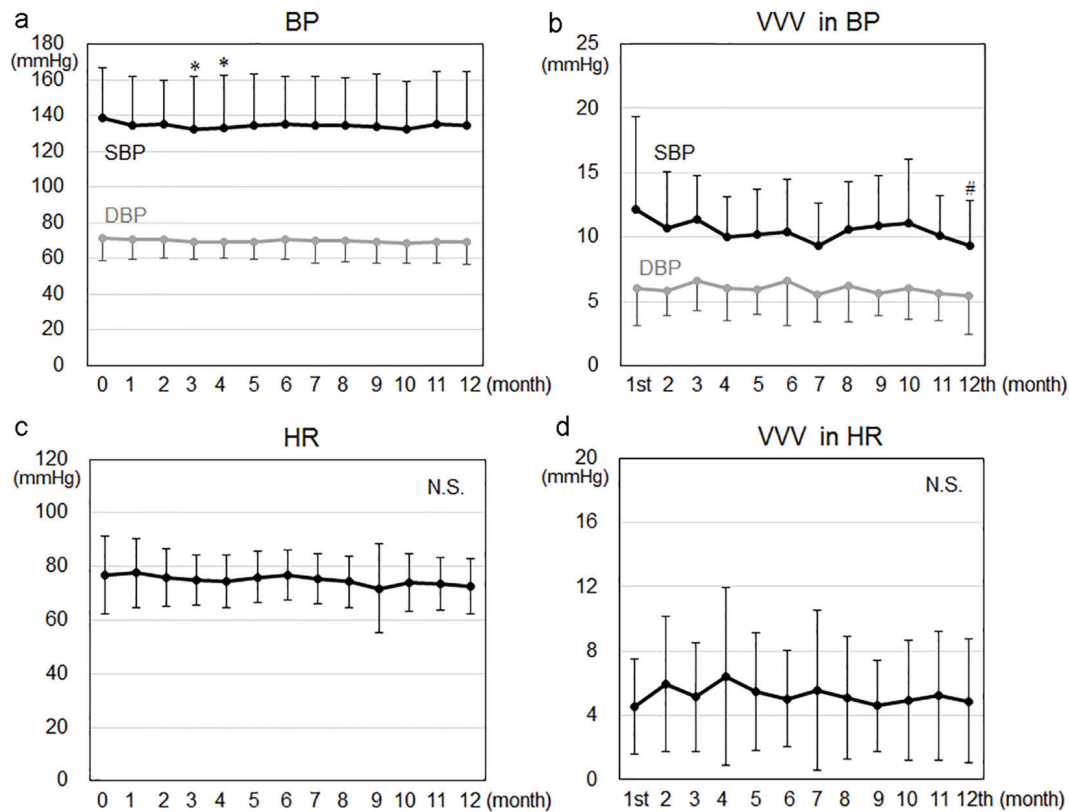 a
BP
180
(mmHg)
160
140
120
100
80
60
40
20
0
* *
SBP
DBP
0 1 2 3 4 5 6 7 8 9 10 11 12 (month)
b
VVV in BP
25
(mmHg)
20
15
10
5
0
SBP
#
DBP
1st 2 3 4 5 6 7 8 9 10 11 12th (month)
c
HR
120
(mmHg)
100
80
60
40
20
0
N.S.
0 1 2 3 4 5 6 7 8 9 10 11 12 (month)
d
VVV in HR
20
(mmHg)
16
12
8
4
0
N.S.
1st 2 3 4 5 6 7 8 9 10 11 12th (month)